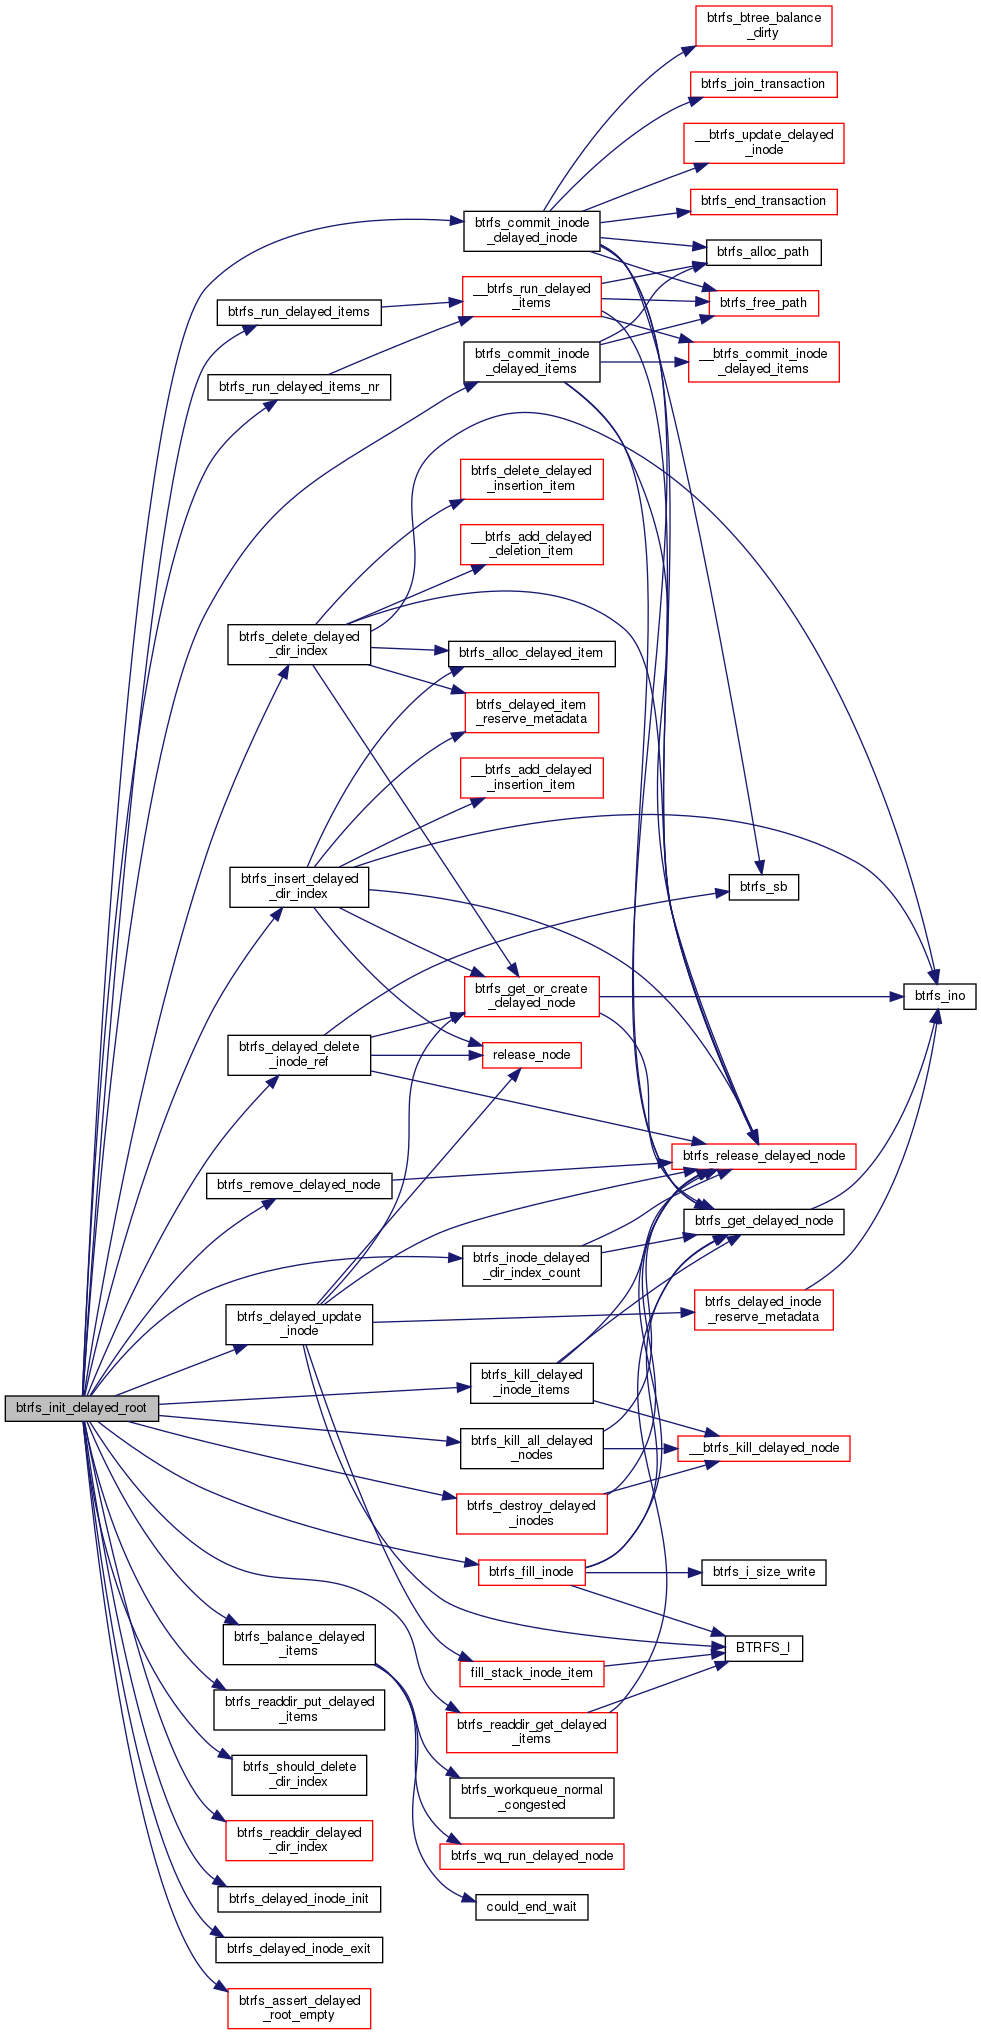 btrfs_btree_balance
_dirty
btrfs_join_transaction
__btrfs_update_delayed
_inode
btrfs_end_transaction
btrfs_commit_inode
_delayed_inode
btrfs_alloc_path
__btrfs_run_delayed
_items
btrfs_free_path
btrfs_run_delayed_items
btrfs_commit_inode
_delayed_items
__btrfs_commit_inode
_delayed_items
btrfs_run_delayed_items_nr
btrfs_delete_delayed
_insertion_item
__btrfs_add_delayed
_deletion_item
btrfs_delete_delayed
_dir_index
btrfs_alloc_delayed_item
btrfs_delayed_item
_reserve_metadata
__btrfs_add_delayed
_insertion_item
btrfs_insert_delayed
_dir_index
btrfs_sb
btrfs_get_or_create
_delayed_node
btrfs_ino
btrfs_delayed_delete
_inode_ref
release_node
btrfs_release_delayed_node
btrfs_remove_delayed_node
btrfs_get_delayed_node
btrfs_inode_delayed
_dir_index_count
btrfs_delayed_update
_inode
btrfs_delayed_inode
_reserve_metadata
btrfs_kill_delayed
_inode_items
btrfs_init_delayed_root
btrfs_kill_all_delayed
_nodes
__btrfs_kill_delayed_node
btrfs_destroy_delayed
_inodes
btrfs_fill_inode
btrfs_i_size_write
btrfs_balance_delayed
_items
BTRFS_I
fill_stack_inode_item
btrfs_readdir_put_delayed
_items
btrfs_readdir_get_delayed
_items
btrfs_should_delete
_dir_index
btrfs_workqueue_normal
_congested
btrfs_readdir_delayed
_dir_index
btrfs_wq_run_delayed_node
btrfs_delayed_inode_init
could_end_wait
btrfs_delayed_inode_exit
btrfs_assert_delayed
_root_empty